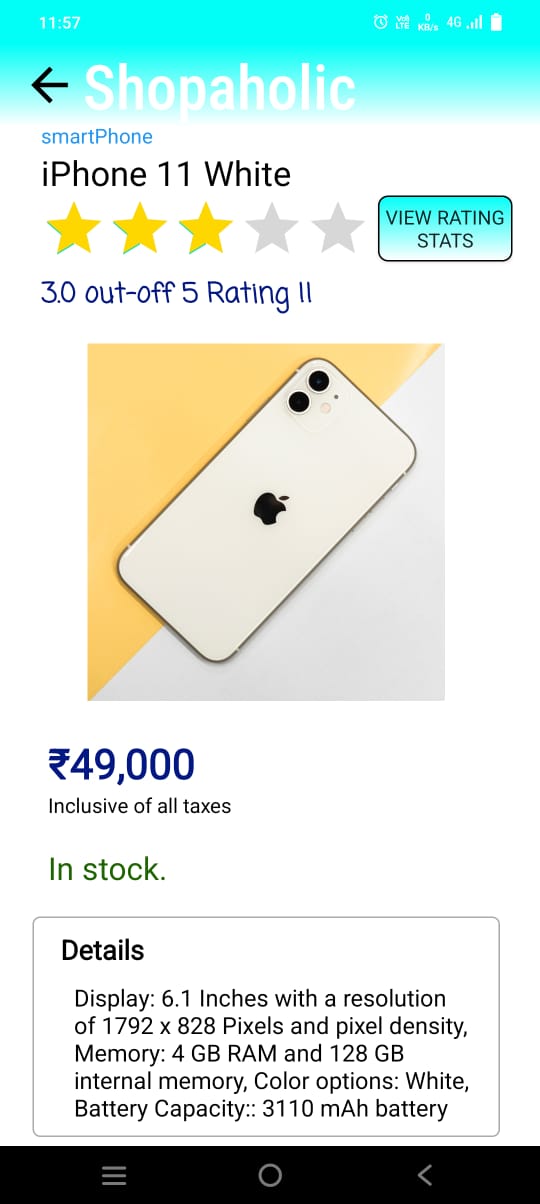 11:57
Vo) LTE 0 KB/s 4G
Shopaholic
smartPhone
iPhone 11 White
VIEW RATING
STATS
3.0 out-off 5 Rating !!
₹49,000
Inclusive of all taxes
In stock.
Details
Display: 6.1 Inches with a resolution
of 1792 x 828 Pixels and pixel density,
Memory: 4 GB RAM and 128 GB
internal memory, Color options: White,
Battery Capacity:: 3110 mAh battery